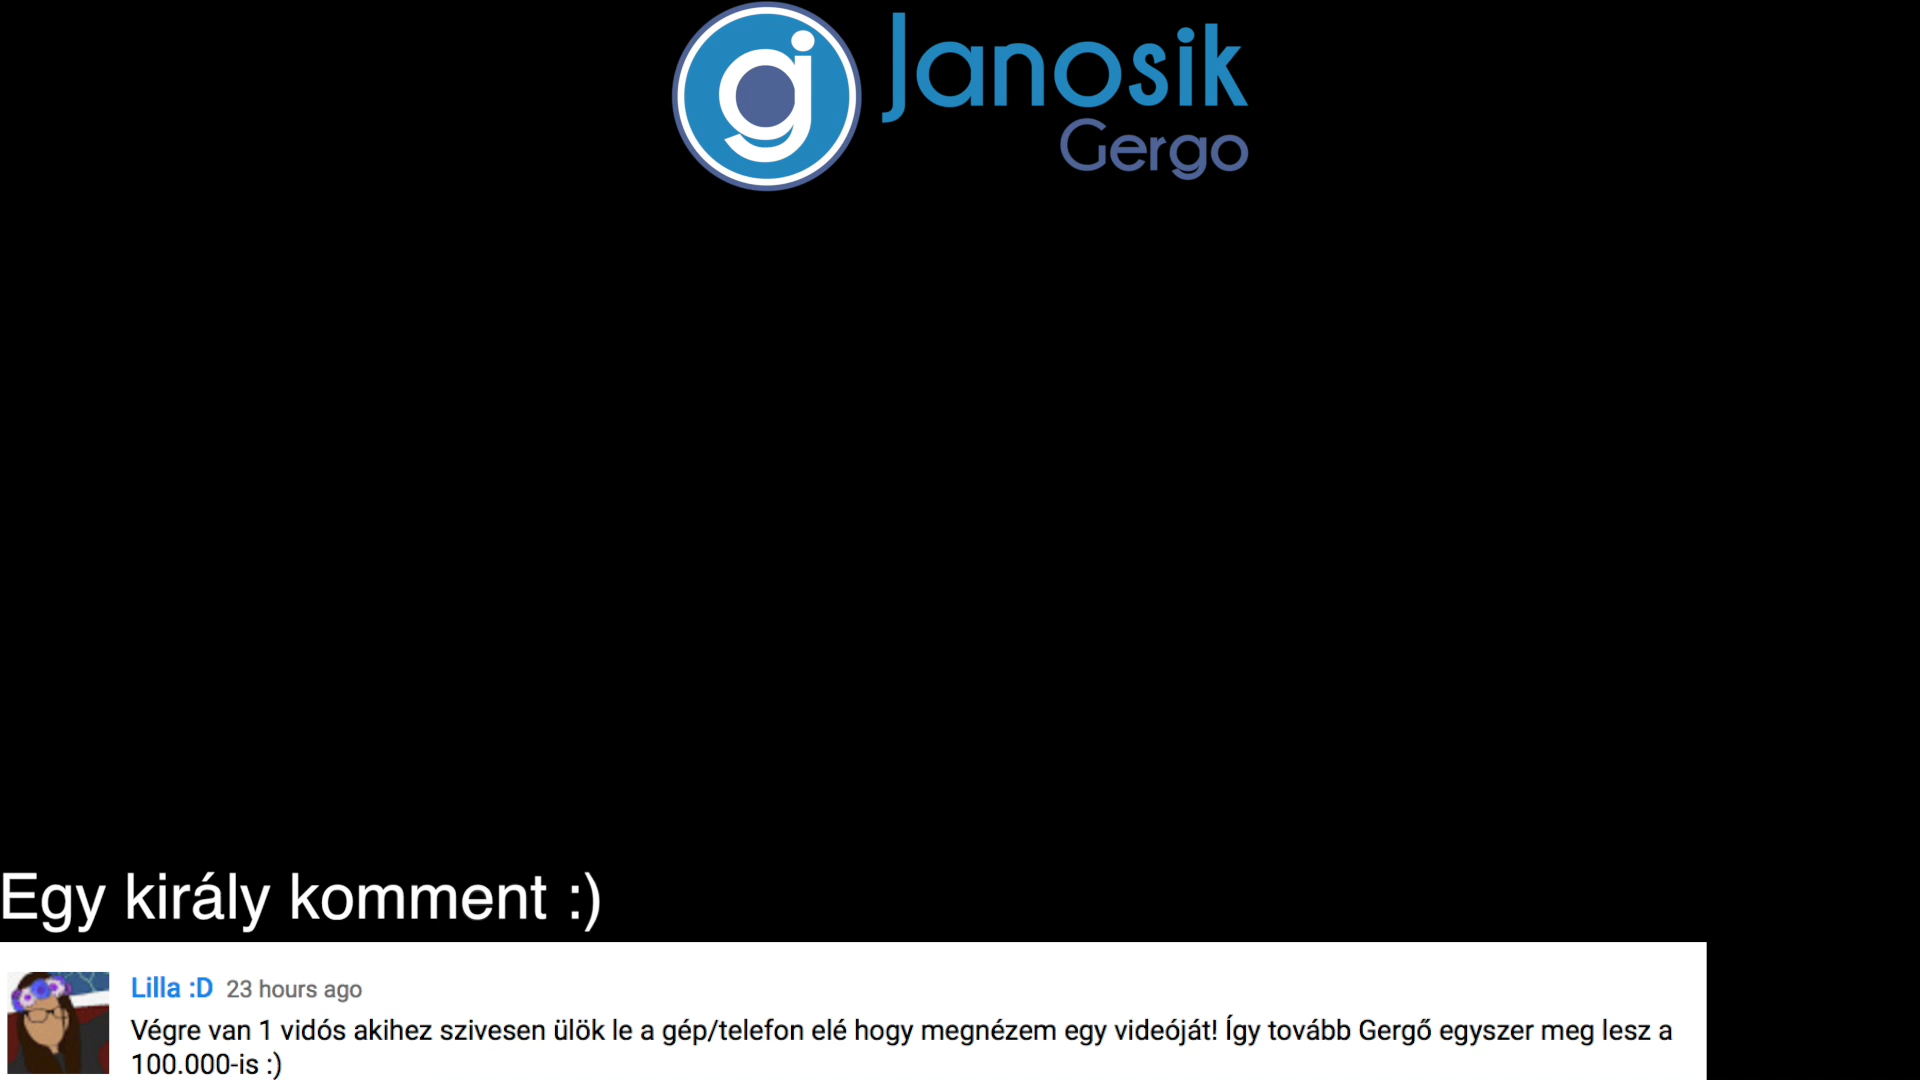 Janosik
Gergo
Egy király komment :)
Lilla :D 23 hours ago
Végre van 1 vidós akihez szivesen ülök le a gép/telefon elé hogy megnézem egy videóját! Így tovább Gergő egyszer meg lesz a
100.000-is :)